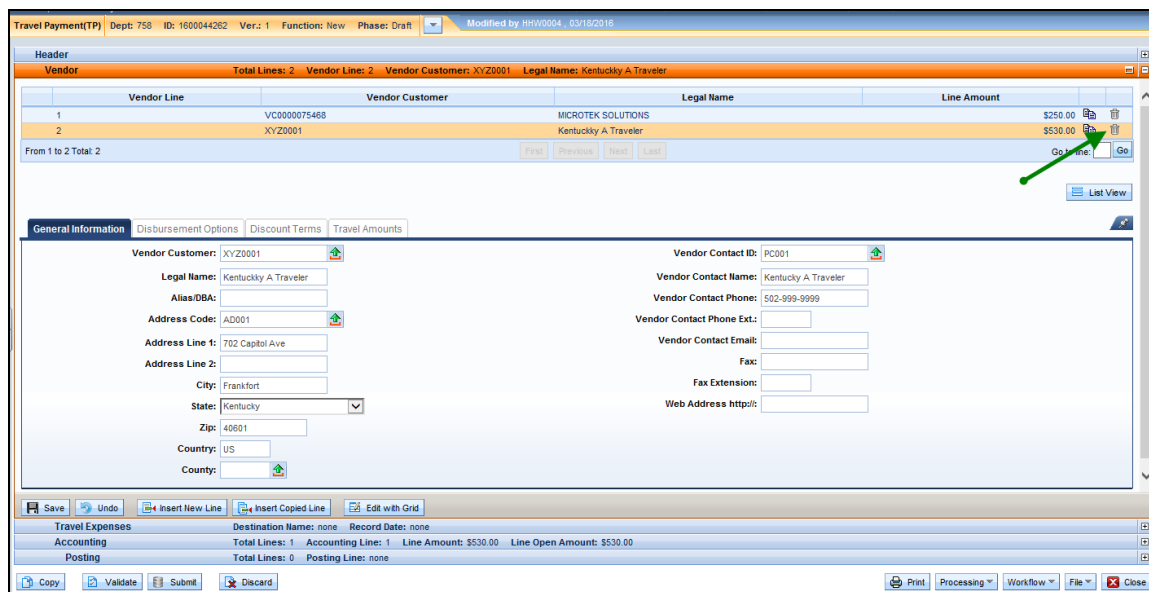 Travel Payment(TP) Dept: 758 ID: 1600044262 Ver.: 1 Function: New Phase: Draft Modified by HHW0004 , 03/18/2016
Header
Vendor Total Lines: 2 Vendor Line: 2 Vendor Customer: XYZ0001 Legal Name: Kentuckky A Traveler
Vendor Line Vendor Customer Legal Name Line Amount
1 VC0000075468 MICROTEK SOLUTIONS $250.00
2 XYZ0001 Kentuckky A Traveler $530.00
From 1 to 2 Total: 2 First Previous Next Last Go to line: Go
List View
General Information Disbursement Options Discount Terms Travel Amounts
Vendor Customer: XYZ0001 Vendor Contact ID: PC001
Legal Name: Kentuckky A Traveler Vendor Contact Name: Kentucky A Traveler
Alias/DBA: Vendor Contact Phone: 502-999-9999
Address Code: AD001 Vendor Contact Phone Ext.:
Address Line 1: 702 Capitol Ave Vendor Contact Email:
Address Line 2: Fax:
City: Frankfort Fax Extension:
State: Kentucky Web Address http://:
Zip: 40601
Country: US
County:
Save Undo Insert New Line Insert Copied Line Edit with Grid
Travel Expenses Destination Name: none Record Date: none
Accounting Total Lines: 1 Accounting Line: 1 Line Amount: $530.00 Line Open Amount: $530.00
Posting Total Lines: 0 Posting Line: none
Copy Validate Submit Discard Print Processing Workflow File Close